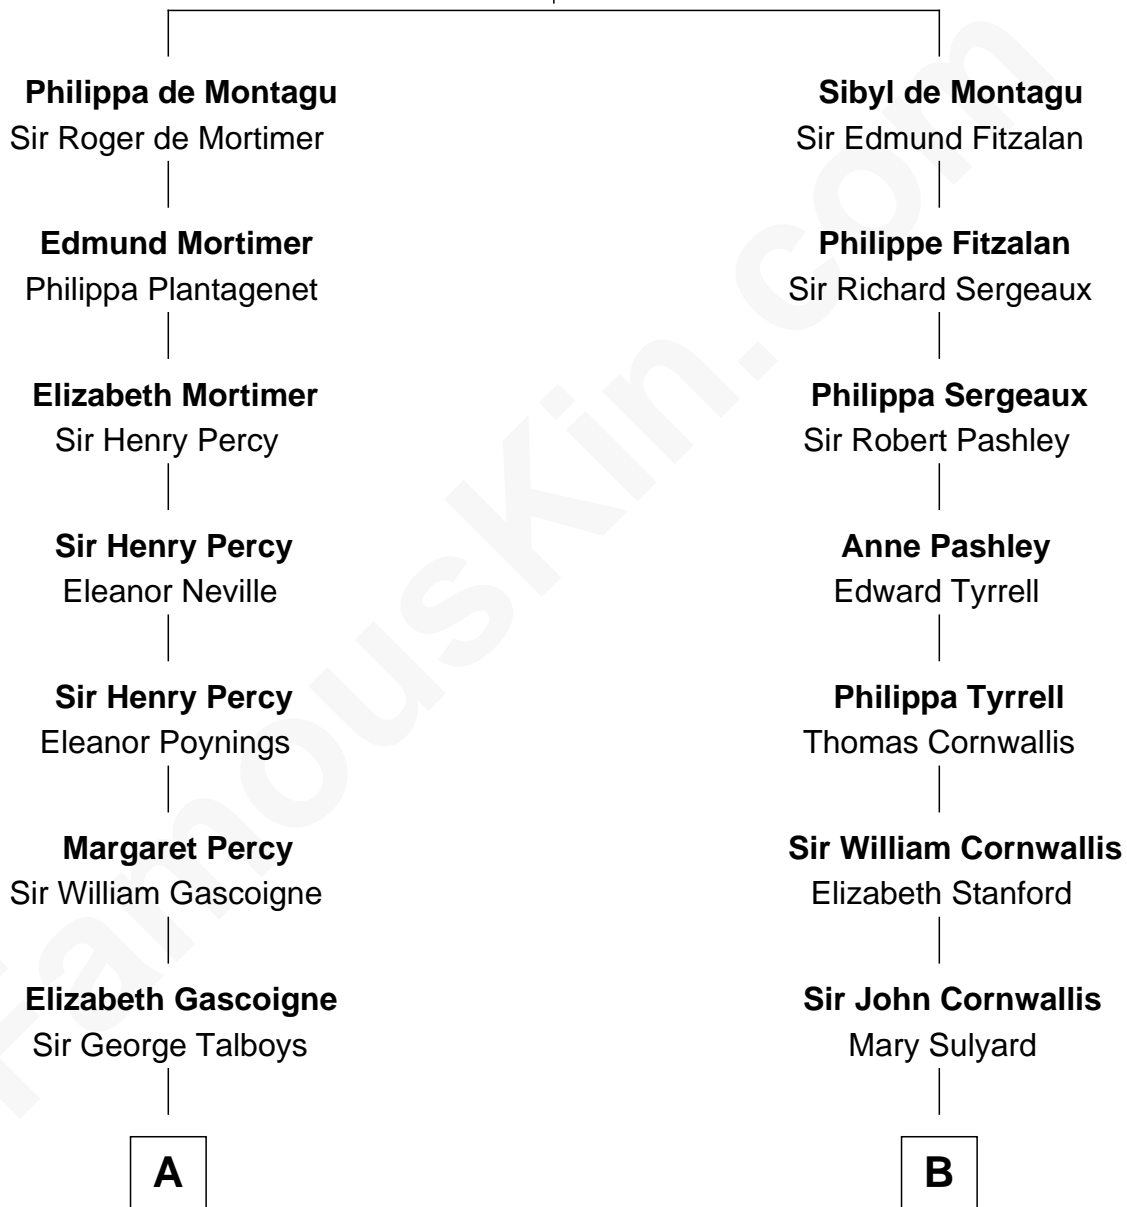 Philippa de Montagu
Sir Roger de Mortimer
Sibyl de Montagu
Sir Edmund Fitzalan
Edmund Mortimer
Philippa Plantagenet
Philippe Fitzalan
Sir Richard Sergeaux
Elizabeth Mortimer
Sir Henry Percy
Philippa Sergeaux
Sir Robert Pashley
Sir Henry Percy
Eleanor Neville
Anne Pashley
Edward Tyrrell
Sir Henry Percy
Eleanor Poynings
Philippa Tyrrell
Thomas Cornwallis
Margaret Percy
Sir William Gascoigne
Sir William Cornwallis
Elizabeth Stanford
Elizabeth Gascoigne
Sir George Talboys
Sir John Cornwallis
Mary Sulyard
A
B
FamousKin.com